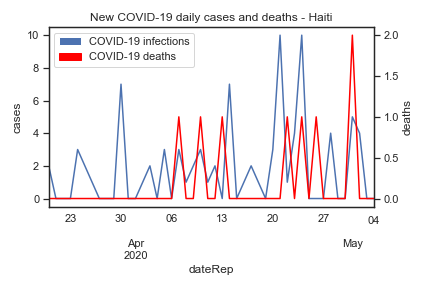 New COVID-19 daily cases and deaths - Haiti
COVID-19 infections
COVID-19 deaths
cases
10
8
6
4
2
0
deaths
2.0
1.5
1.0
0.5
0.0
23 30 06 13 20 27 04
Apr May
2020
dateRep